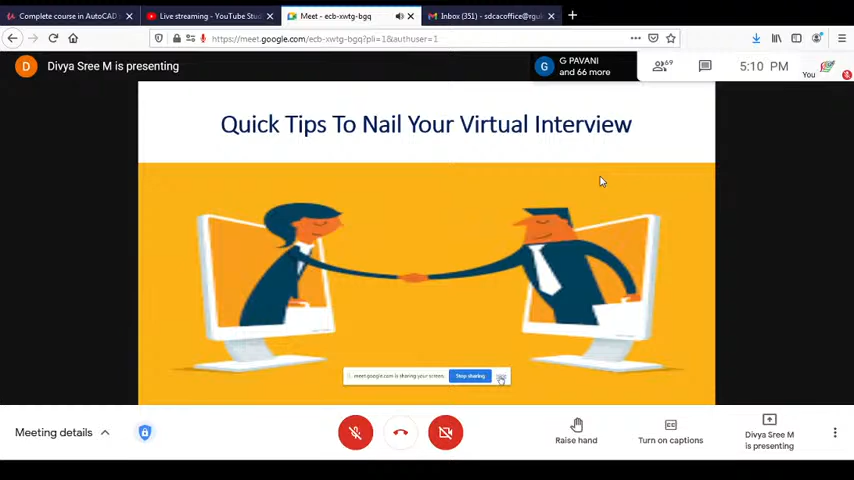 Complete course in AutoCAD
Live streaming - YouTube Stud
Meet - ecb-xwtg-bgq
Inbox (351) - sdcacoffice@rgu
https://meet.google.com/ecb-xwtg-bgq?pli=1&authuser=1
D
Divya Sree M is presenting
G
G PAVANI
and 66 more
69
5:10 PM
You
Quick Tips To Nail Your Virtual Interview
meet.google.com is sharing your screen.
Stop sharing
Meeting details
Raise hand
Turn on captions
Divya Sree M
is presenting